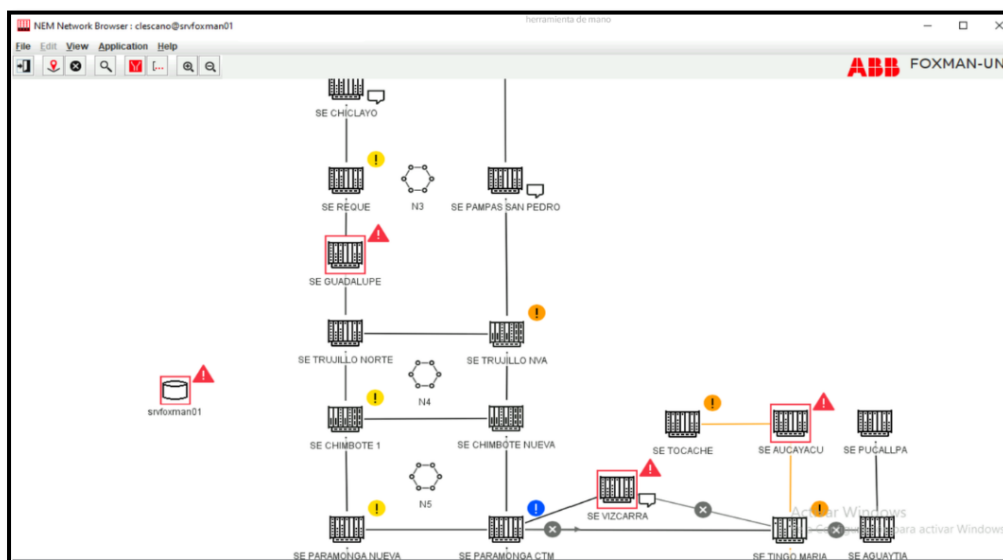 NEM Network Browser : clescano@srvfoxman01
herramienta de mano
File Edit View Application Help
ABB FOXMAN-UN
SE CHICLAYO
SE REQUE
N3
SE PAMPAS SAN PEDRO
SE GUADALUPE
SE TRUJILLO NORTE
SE TRUJILLO NVA
srvfoxman01
N4
SE CHIMBOTE 1
SE CHIMBOTE NUEVA
SE TOCACHE
SE AUCAYACU
SE PUCALLPA
N5
SE VIZCARRA
Activar Windows
para activar Windows
SE PARAMONGA NUEVA
SE PARAMONGA CTM
SE TINGO MARIA
SE AGUAYTIA